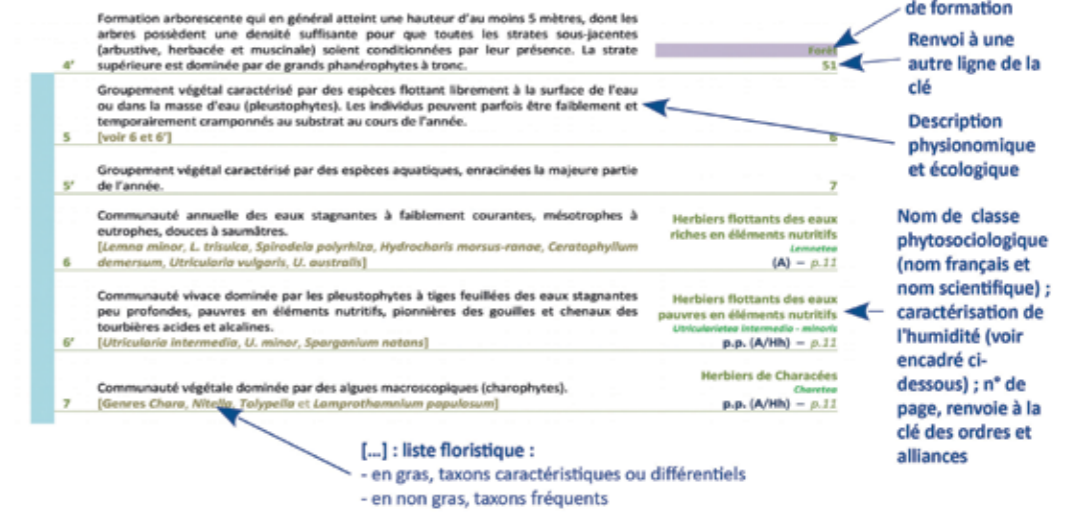 de formation
Formation arborescente qui en général atteint une hauteur d'au moins 5 mètres, dont les
arbres possèdent une densité suffisante pour que toutes les strates sous-jacentes
(arbustive, herbacée et muscinale) soient conditionnées par leur présence. La strate
Forêt
4' supérieure est dominée par de grands phanérophytes à tronc.
51
Renvoi à une
autre ligne de la
clé
Groupement végétal caractérisé par des espèces flottant librement à la surface de l'eau
ou dans la masse d'eau (pleustophytes). Les individus peuvent parfois être faiblement et
temporairement cramponnés au substrat au cours de l'année.
5 [voir 6 et 6'] 6
Description
physionomique
et écologique
Groupement végétal caractérisé par des espèces aquatiques, enracinées la majeure partie
5' de l'année. 7
Communauté annuelle des eaux stagnantes à faiblement courantes, mésotrophes à
eutrophes, douces à saumâtres.
[Lemna minor, L. trisulca, Spirodela polyrhiza, Hydrocharis morsus-ranae, Ceratophyllum
6 demersum, Utricularia vulgaris, U. australis]
Herbiers flottants des eaux
riches en éléments nutritifs
Lemnetea
(A) – p.11
Communauté vivace dominée par les pleustophytes à tiges feuillées des eaux stagnantes
peu profondes, pauvres en éléments nutritifs, pionnières des gouilles et chenaux des
tourbières acides et alcalines.
6' [Utricularia intermedia, U. minor, Sparganium natans]
Herbiers flottants des eaux
pauvres en éléments nutritifs
Utricularietea intermedia - minoris
p.p. (A/Hh) – p.11
Communauté végétale dominée par des algues macroscopiques (charophytes).
7 [Genres Chara, Nitella, Tolypella et Lamprothamnium papulosum]
Herbiers de Characées
Charetea
p.p. (A/Hh) – p.11
Nom de classe
phytosociologique
(nom français et
nom scientifique) ;
caractérisation de
l'humidité (voir
encadré ci-
dessous) ; n° de
page, renvoie à la
clé des ordres et
alliances
[...] : liste floristique :
- en gras, taxons caractéristiques ou différentiels
- en non gras, taxons fréquents